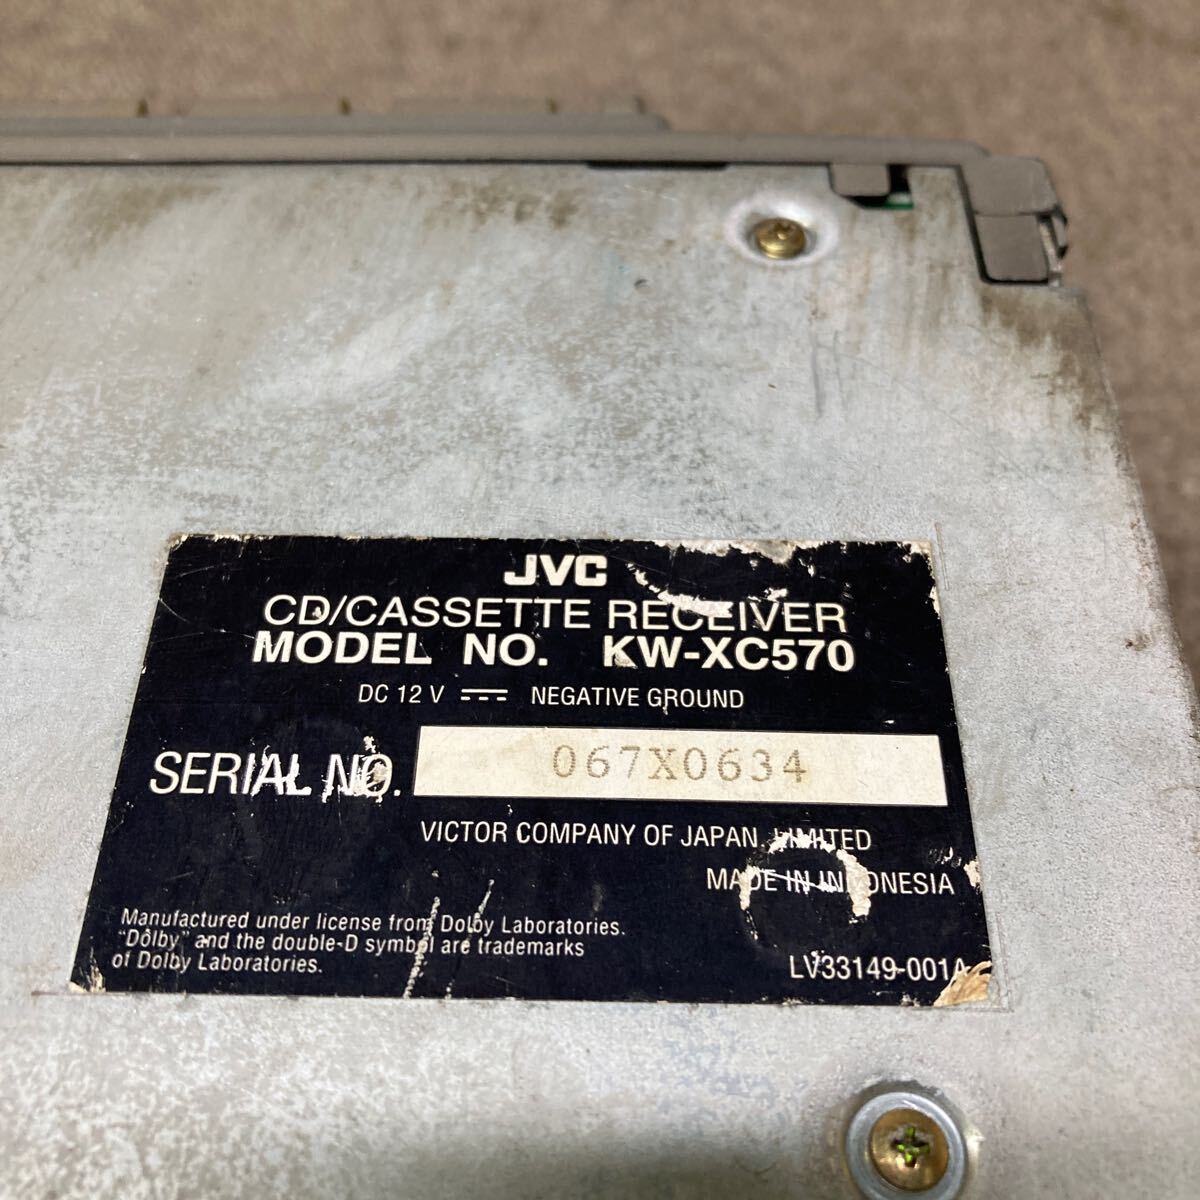 JVC
CD/CASSETTE RECEIVER
MODEL NO. KW-XC570
DC 12 V NEGATIVE GROUND
SERIAL NO. 067X0634
VICTOR COMPANY OF JAPAN, LIMITED
MADE IN INDONESIA
Manufactured under license from Dolby Laboratories.
"Dolby" and the double-D symbol are trademarks
of Dolby Laboratories.
LV33149-001A